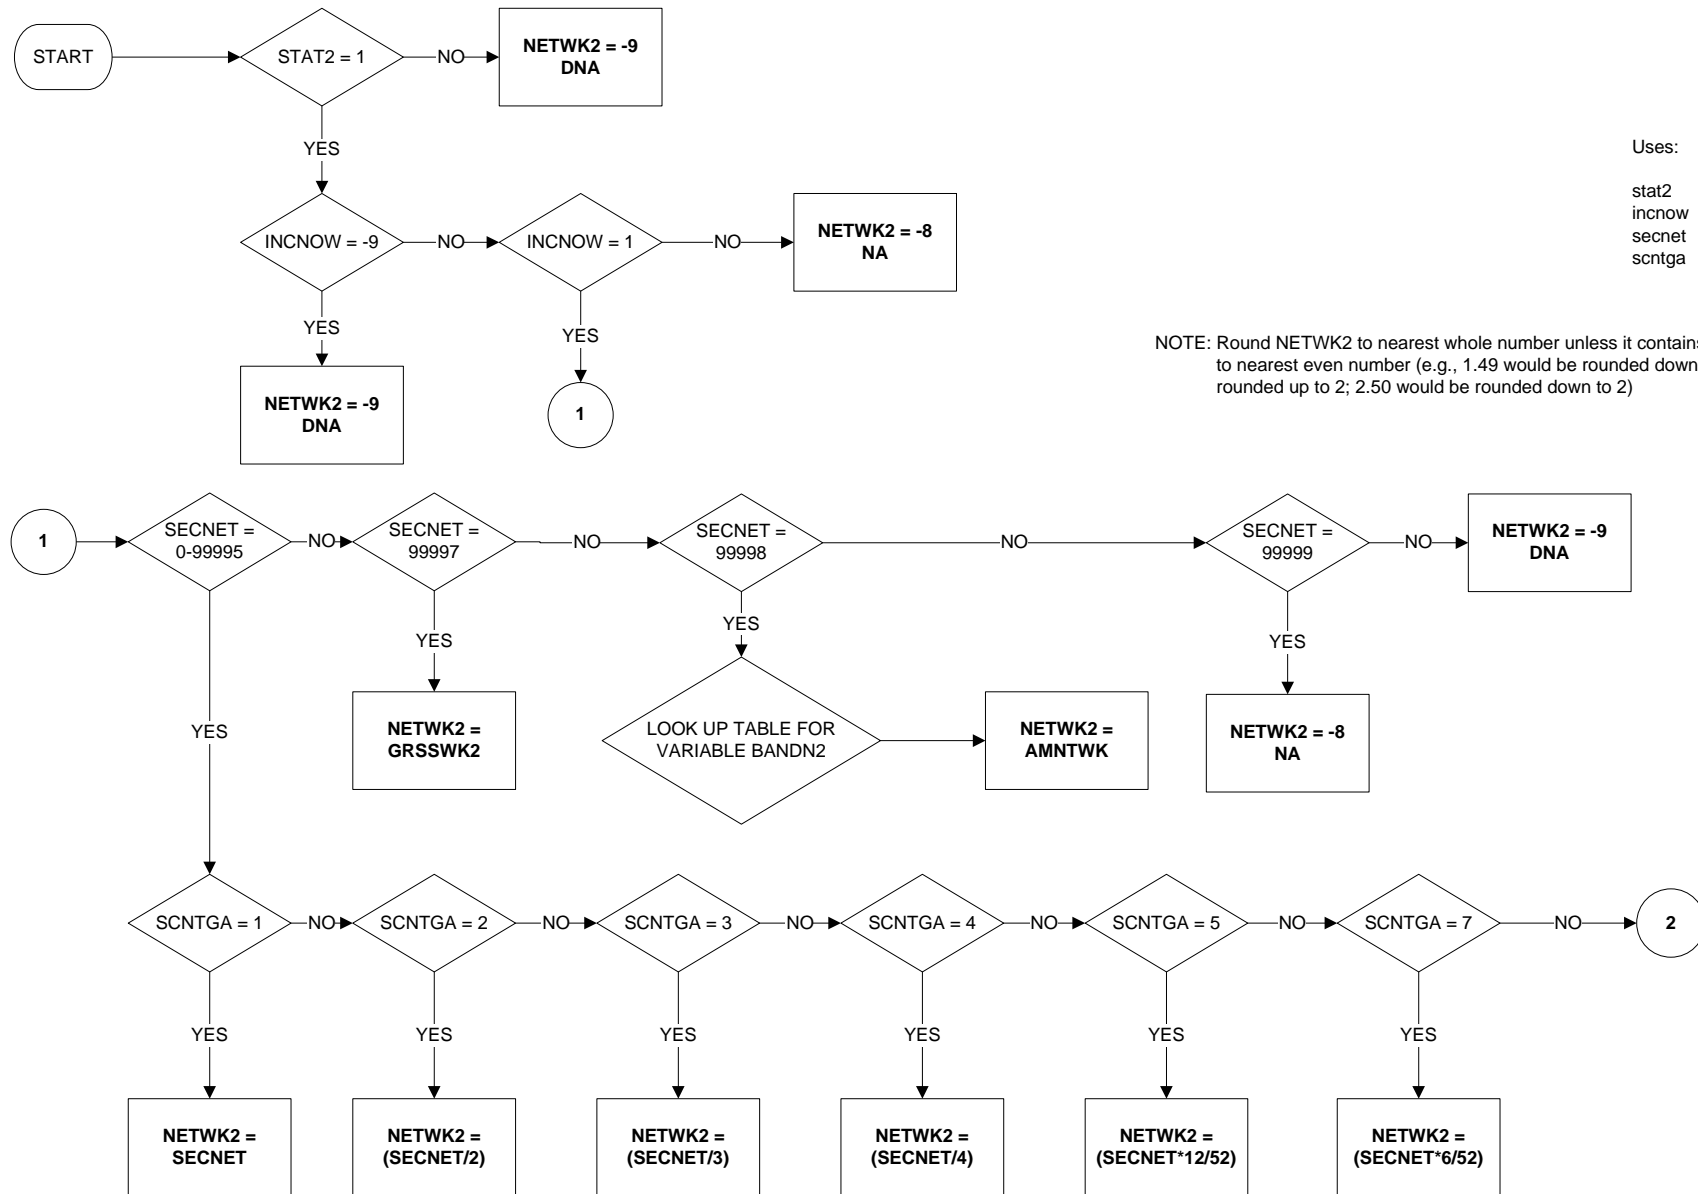 START
STAT2 = 1
NO
NETWK2 = -9
DNA
YES
Uses:
stat2
incnow
secnet
scntga
INCNOW = -9
NO
INCNOW = 1
NO
NETWK2 = -8
NA
YES
YES
NOTE: Round NETWK2 to nearest whole number unless it contains
to nearest even number (e.g., 1.49 would be rounded down
rounded up to 2; 2.50 would be rounded down to 2)
NETWK2 = -9
DNA
1
1
SECNET =
0-99995
NO
SECNET =
99997
NO
SECNET =
99998
NO
SECNET =
99999
NO
NETWK2 = -9
DNA
YES
YES
YES
YES
NETWK2 =
GRSSWK2
LOOK UP TABLE FOR
VARIABLE BANDN2
NETWK2 =
AMNTWK
NETWK2 = -8
NA
SCNTGA = 1
NO
SCNTGA = 2
NO
SCNTGA = 3
NO
SCNTGA = 4
NO
SCNTGA = 5
NO
SCNTGA = 7
NO
2
YES
YES
YES
YES
YES
YES
NETWK2 =
SECNET
NETWK2 =
(SECNET/2)
NETWK2 =
(SECNET/3)
NETWK2 =
(SECNET/4)
NETWK2 =
(SECNET*12/52)
NETWK2 =
(SECNET*6/52)